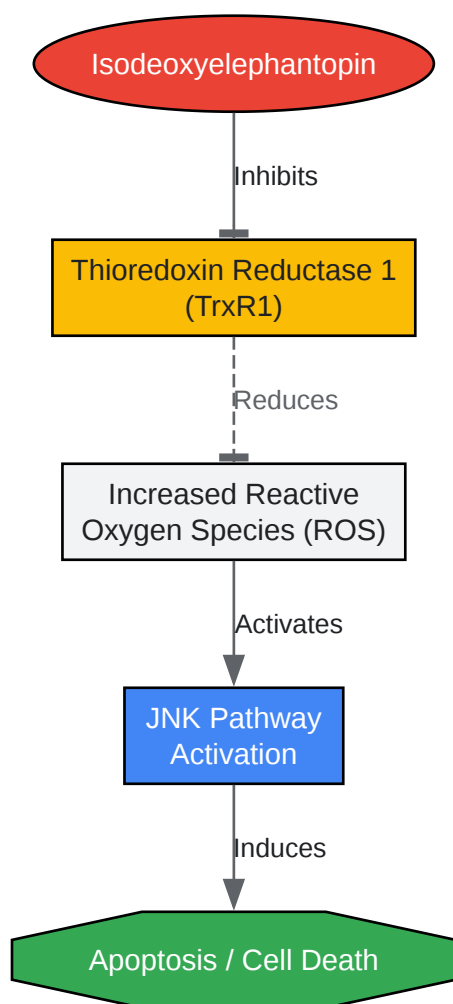 Isodeoxyelephantopin
Inhibits
Thioredoxin Reductase 1
(TrxR1)
Reduces
Increased Reactive
Oxygen Species (ROS)
Activates
JNK Pathway
Activation
Induces
Apoptosis / Cell Death